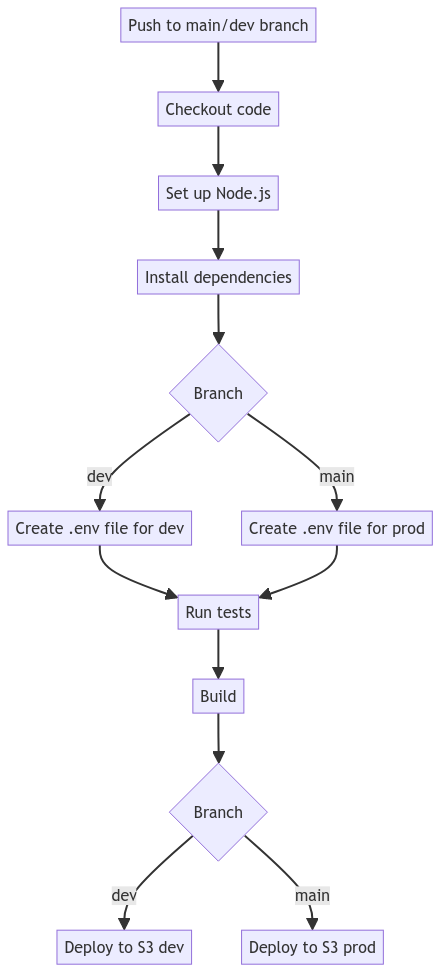 Push to main/dev branch
Checkout code
Set up Node.js
Install dependencies
Branch
dev
main
Create .env file for dev
Create .env file for prod
Run tests
Build
Branch
dev
main
Deploy to S3 dev
Deploy to S3 prod